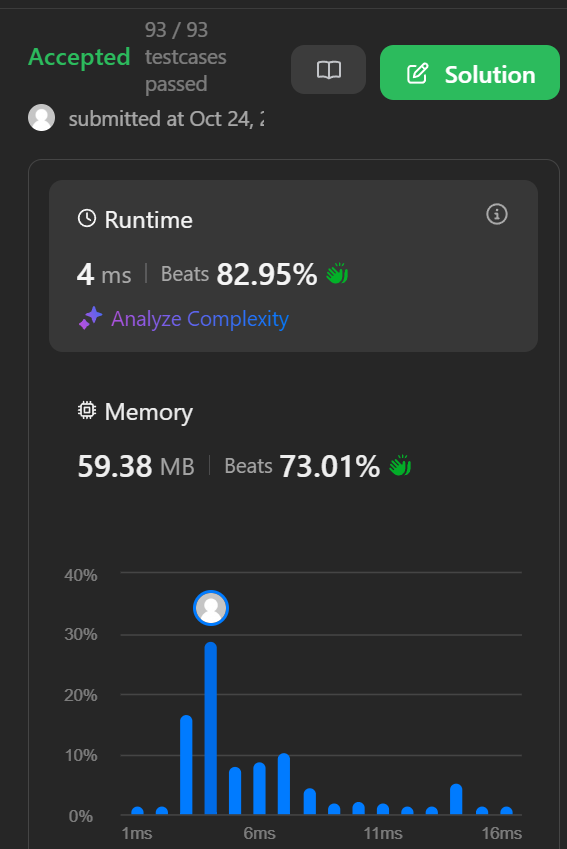 Accepted
93 / 93
testcases
passed
Solution
submitted at Oct 24,
Runtime
4 ms | Beats 82.95%
Analyze Complexity
Memory
59.38 MB | Beats 73.01%
40%
30%
20%
10%
0%
1ms 6ms 11ms 16ms